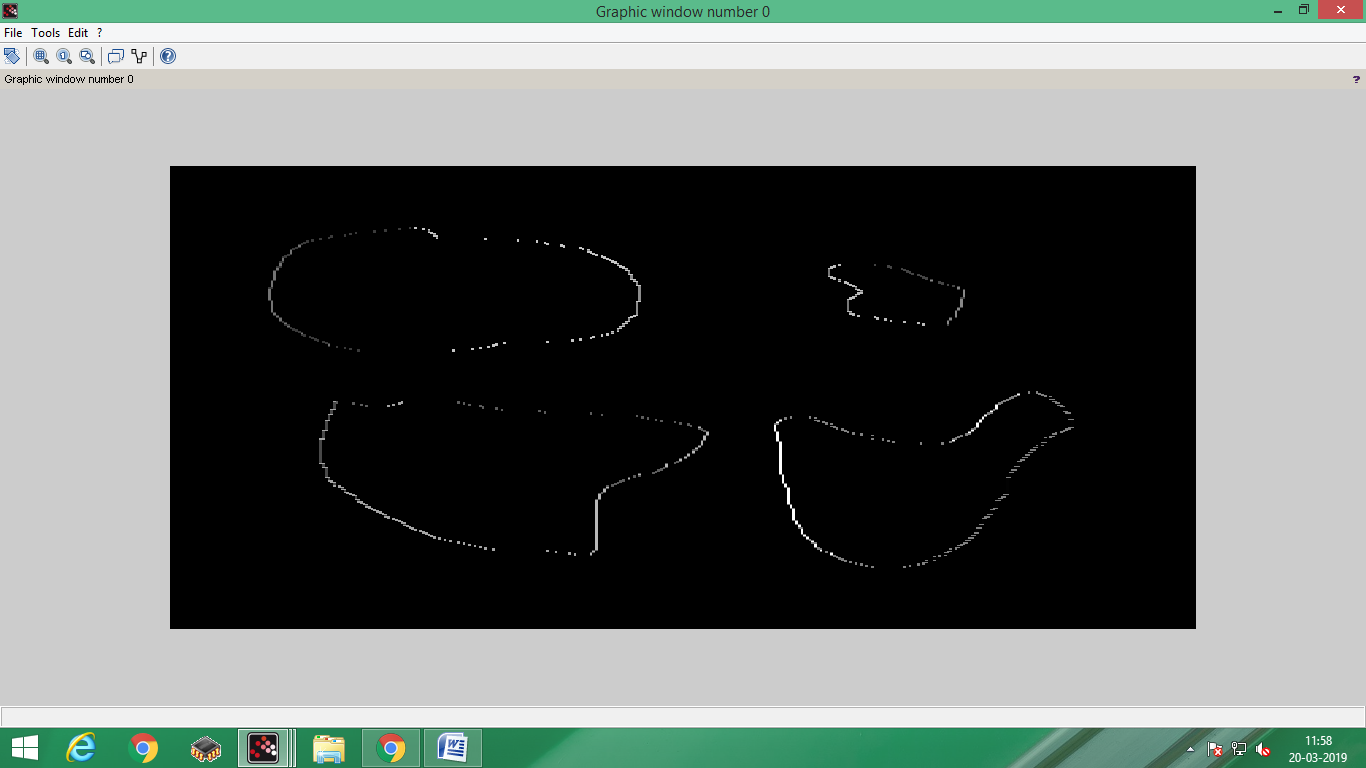 Graphic window number 0
File Tools Edit ?
Graphic window number 0 ?
11:58
20-03-2019